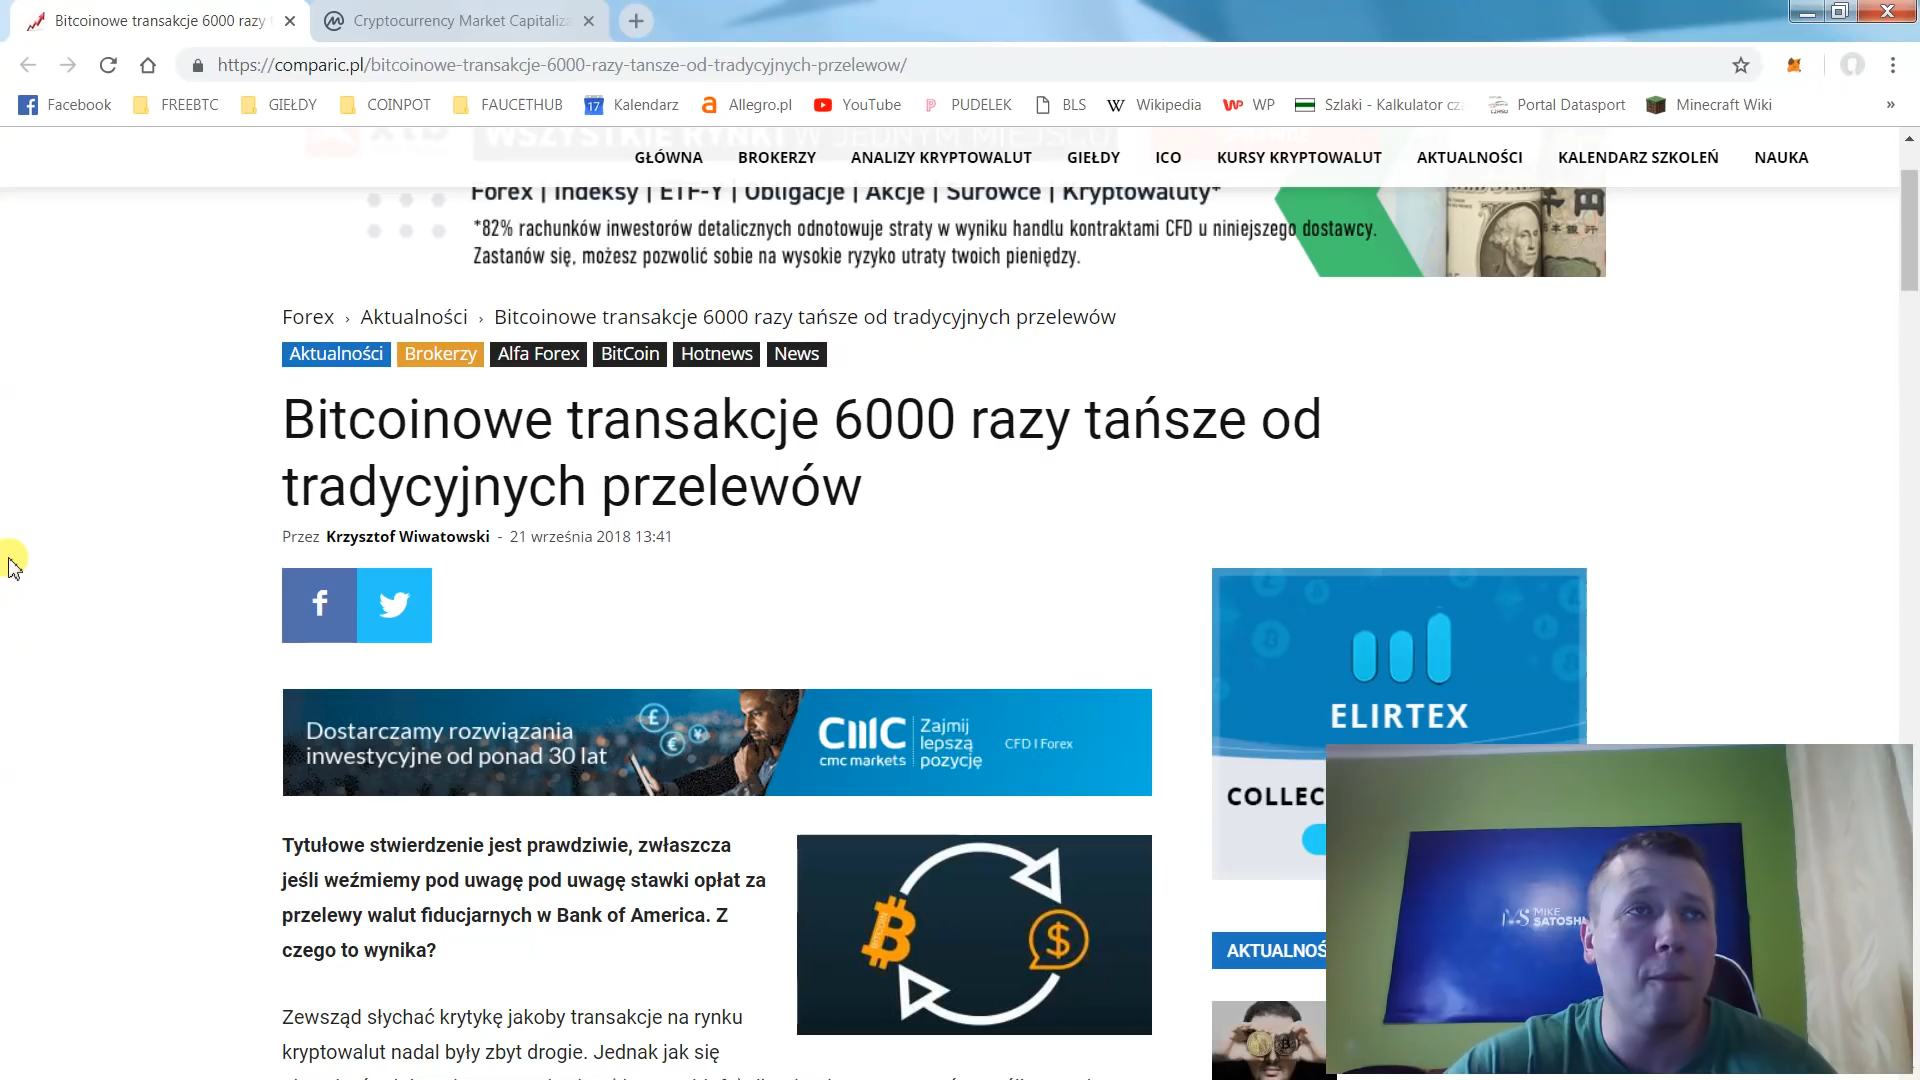 Bitcoinowe transakcje 6000 razy t
Cryptocurrency Market Capitaliza
https://comparic.pl/bitcoinowe-transakcje-6000-razy-tansze-od-tradycyjnych-przelewow/
Facebook FREEBTC GIEŁDY COINPOT FAUCETHUB Kalendarz Allegro.pl YouTube PUDELEK BLS Wikipedia WP Szlaki - Kalkulator cza Portal Datasport Minecraft Wiki »
WSZYSTKIE RYNKI W JEDNYM MIEJSCU
GŁÓWNA BROKERZY ANALIZY KRYPTOWALUT GIEŁDY ICO KURSY KRYPTOWALUT AKTUALNOŚCI KALENDARZ SZKOLEŃ NAUKA
Forex | Indeksy | ETF-Y | Obligacje | Akcje | Surowce | Kryptowaluty*
*82% rachunków inwestorów detalicznych odnotowuje straty w wyniku handlu kontraktami CFD u niniejszego dostawcy.
Zastanów się, możesz pozwolić sobie na wysokie ryzyko utraty twoich pieniędzy.
Forex › Aktualności › Bitcoinowe transakcje 6000 razy tańsze od tradycyjnych przelewów
Aktualności Brokerzy Alfa Forex BitCoin Hotnews News
Bitcoinowe transakcje 6000 razy tańsze od
tradycyjnych przelewów
Przez Krzysztof Wiwatowski - 21 września 2018 13:41
Dostarczamy rozwiązania
inwestycyjne od ponad 30 lat
cmc markets
Zajmij
lepszą
pozycję
CFD I Forex
ELIRTEX
COLLEC
Tytułowe stwierdzenie jest prawdziwie, zwłaszcza
jeśli weźmiemy pod uwagę pod uwagę stawki opłat za
przelewy walut fiducjarnych w Bank of America. Z
czego to wynika?
BITCOIN
AKTUALNOŚ
MS MIKE
SATOSHI
Zewsząd słychać krytykę jakoby transakcje na rynku
kryptowalut nadal były zbyt drogie. Jednak jak się